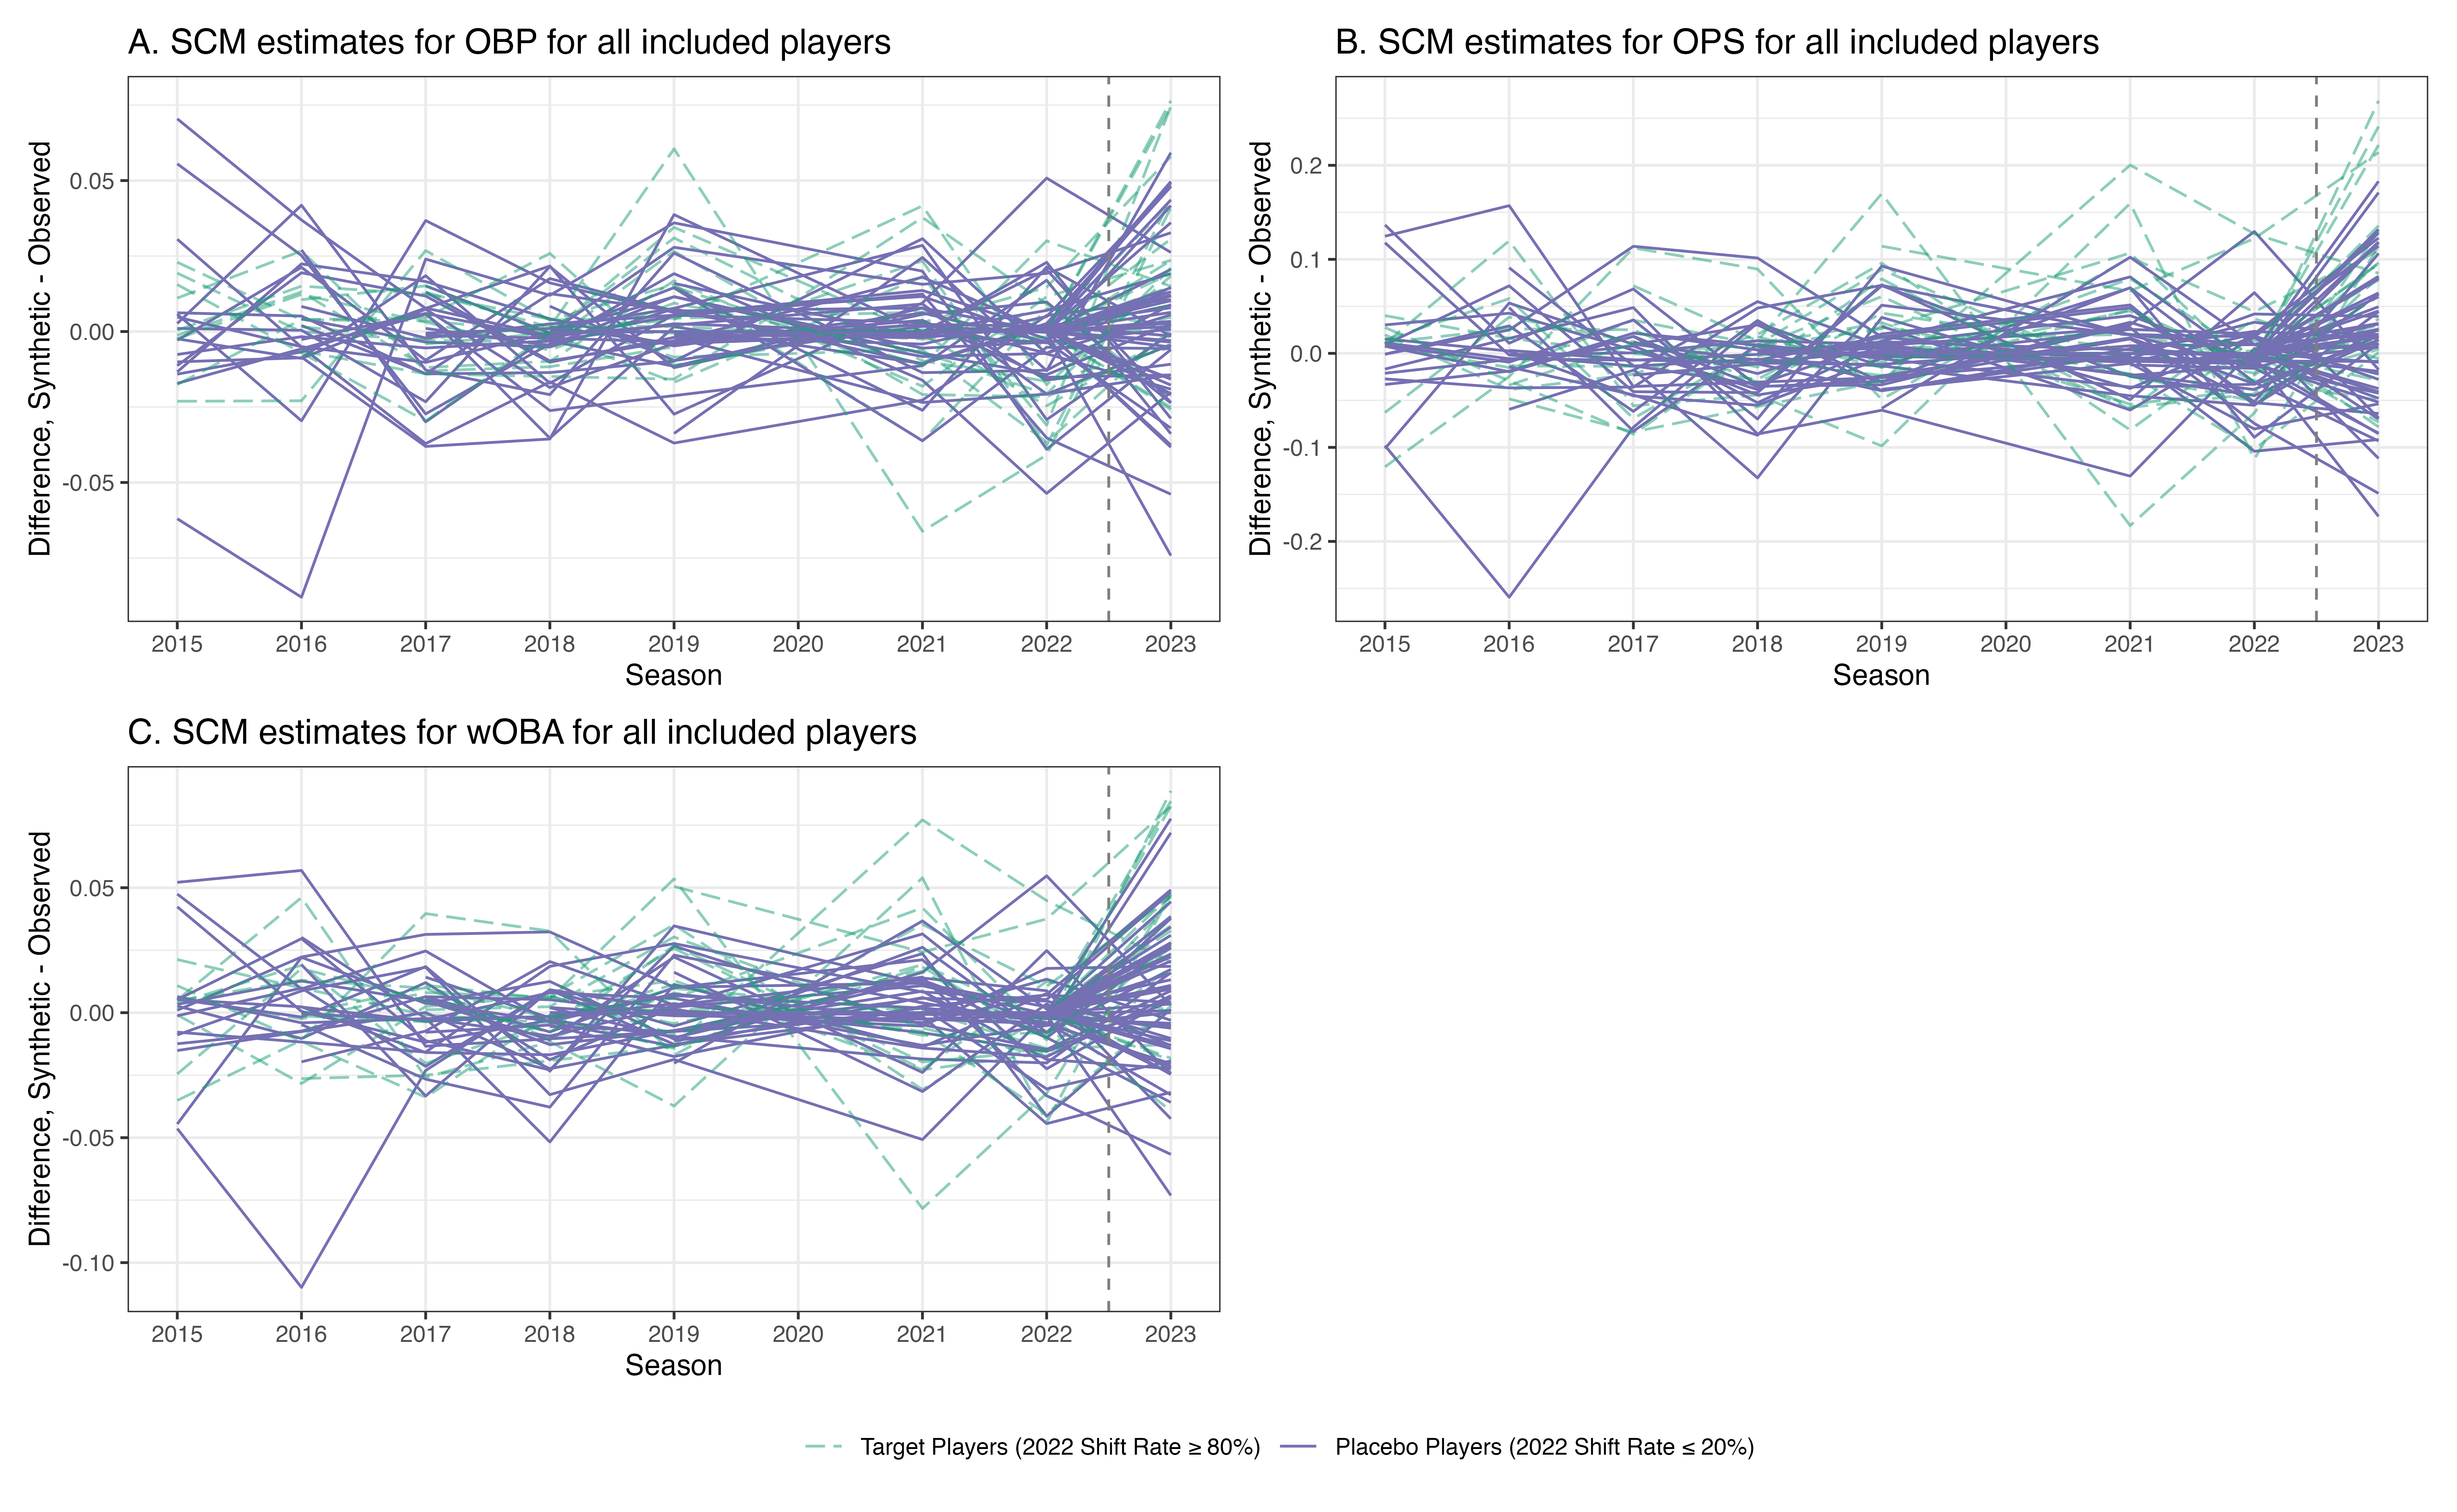 A. SCM estimates for OBP for all included players
Difference, Synthetic - Observed
0.05
0.00
-0.05
2015 2016 2017 2018 2019 2020 2021 2022 2023
Season
B. SCM estimates for OPS for all included players
Difference, Synthetic - Observed
0.2
0.1
0.0
-0.1
-0.2
2015 2016 2017 2018 2019 2020 2021 2022 2023
Season
C. SCM estimates for wOBA for all included players
Difference, Synthetic - Observed
0.05
0.00
-0.05
-0.10
2015 2016 2017 2018 2019 2020 2021 2022 2023
Season
Target Players (2022 Shift Rate ≥ 80%) Placebo Players (2022 Shift Rate ≤ 20%)